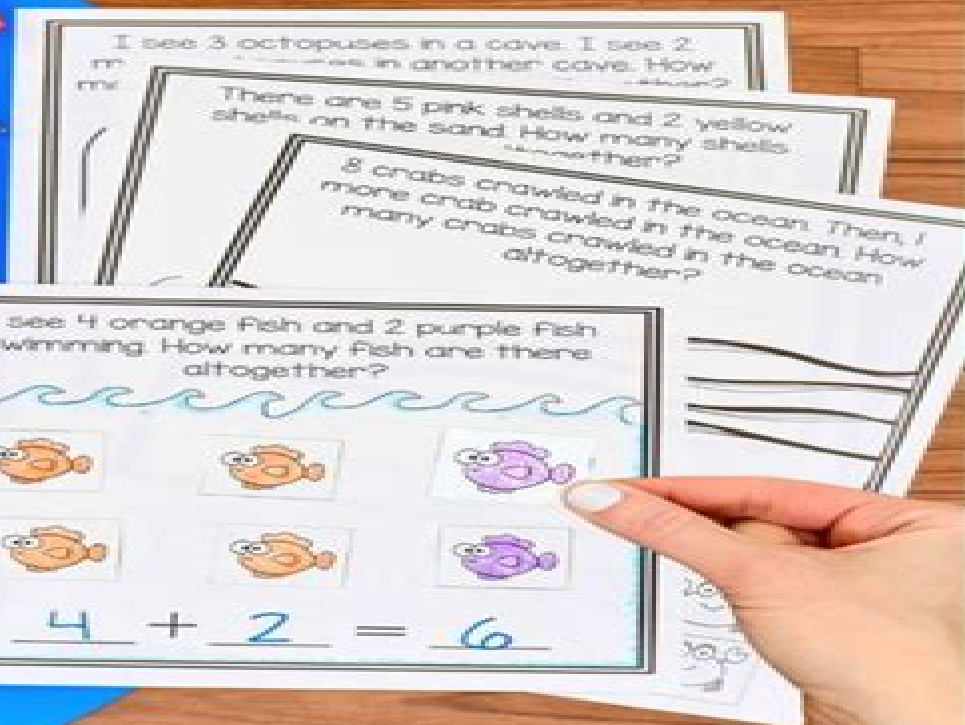 I see 3 octopuses in a cave. I see 2
in another cave. How
There are 5 pink shells and 2 yellow
shells on the sand. How many shells
8 crabs crawled in the ocean. Then, 1
more crab crawled in the ocean. How
many crabs crawled in the ocean
altogether?
see 4 orange fish and 2 purple fish
wimming. How many fish are there
altogether?
4 + 2 = 6